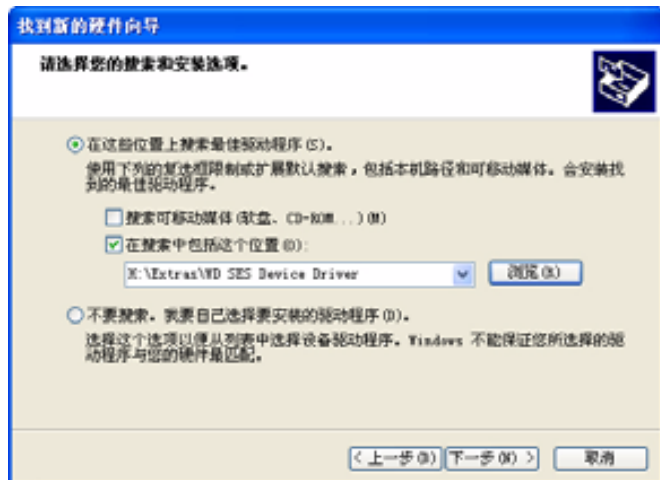 找到新的硬件向导
请选择您的搜索和安装选项。
在这些位置上搜索最佳驱动程序(S)。
使用下列的复选框限制或扩展默认搜索，包括本机路径和可移动媒体。会安装找
到的最佳驱动程序。
搜索可移动媒体(软盘、CD-ROM...)(M)
在搜索中包括这个位置(O):
X:\Extras\WD SES Device Driver
浏览(R)
不要搜索。我要自己选择要安装的驱动程序(D)。
选择这个选项以便从列表中选择设备驱动程序。Windows 不能保证您所选择的驱
动程序与您的硬件最匹配。
< 上一步(B) 下一步(N) > 取消